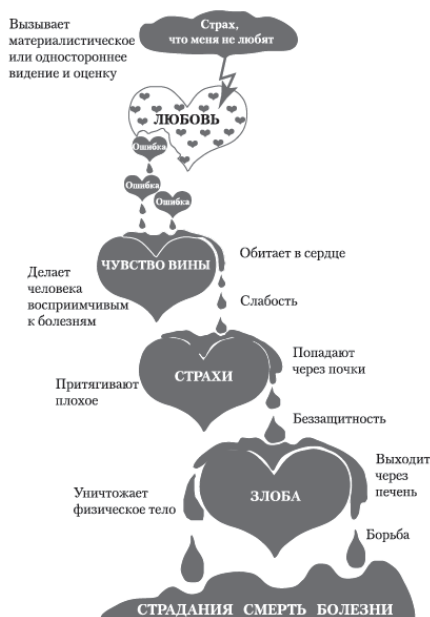 Вызывает
материалистическое
или одностороннее
видение и оценку
Страх,
что меня не любят
ЛЮБОВЬ
Ошибка
Ошибка
Ошибка
ЧУВСТВО ВИНЫ
Обитает в сердце
Делает
человека
восприимчивым
к болезням
Слабость
СТРАХИ
Попадают
через почки
Притягивают
плохое
Беззащитность
ЗЛОБА
Выходит
через
печень
Уничтожает
физическое тело
Борьба
СТРАДАНИЯ СМЕРТЬ БОЛЕЗНИ